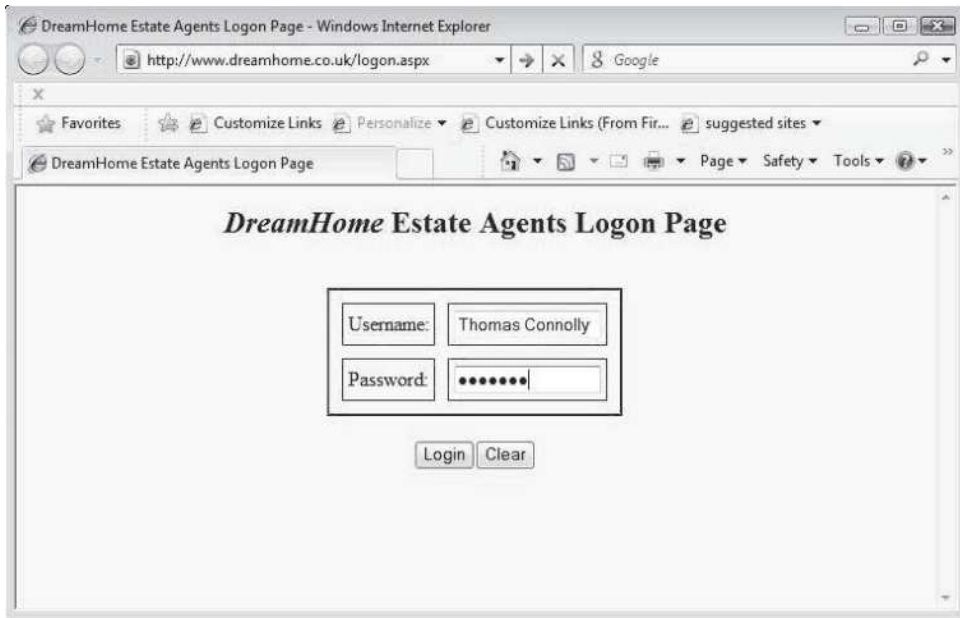 DreamHome Estate Agents Logon Page - Windows Internet Explorer
http://www.dreamhome.co.uk/logon.aspx Google
Favorites Customize Links Personalize Customize Links (From Fir... suggested sites
DreamHome Estate Agents Logon Page Page Safety Tools
DreamHome Estate Agents Logon Page
Username: Thomas Connolly
Password: •••••••
Login Clear